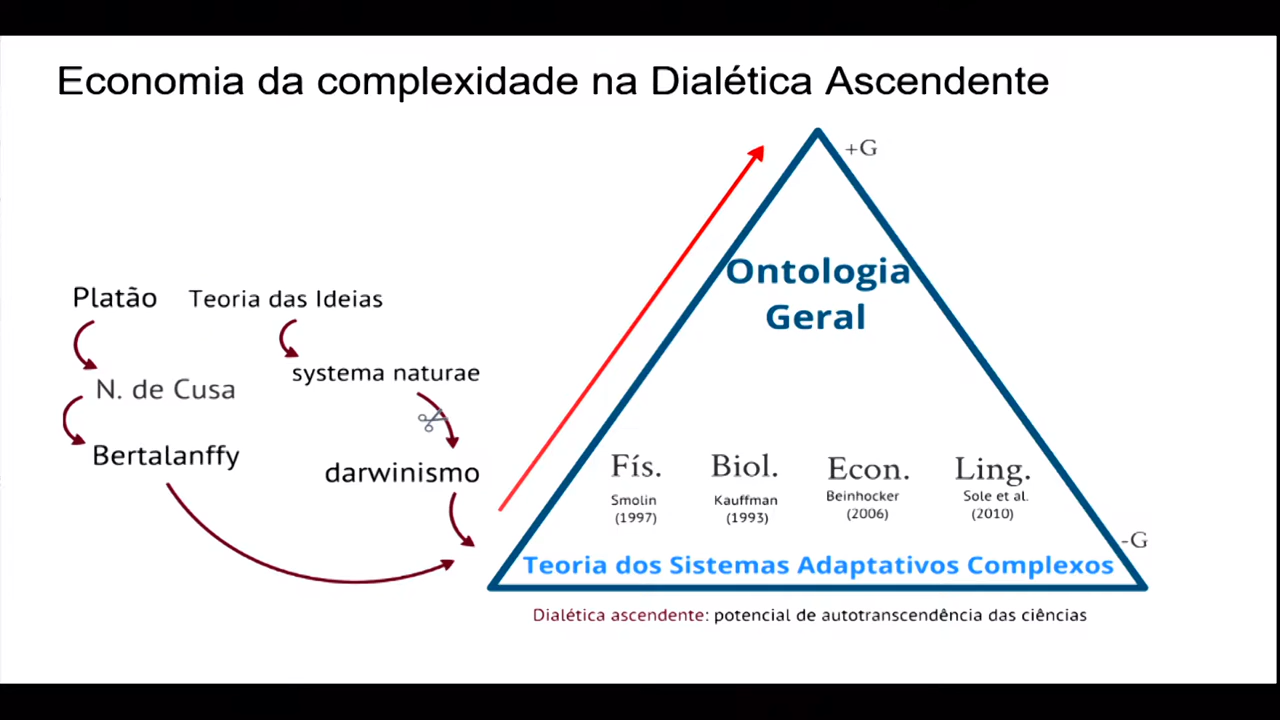 Economia da complexidade na Dialética Ascendente
+G
Ontologia
Geral
Platão
Teoria das Ideias
systema naturae
N. de Cusa
Bertalanffy
darwinismo
Fís.
Smolin
(1997)
Biol.
Kauffman
(1993)
Econ.
Beinhocker
(2006)
Ling.
Sole et al.
(2010)
-G
Teoria dos Sistemas Adaptativos Complexos
Dialética ascendente: potencial de autotranscendência das ciências